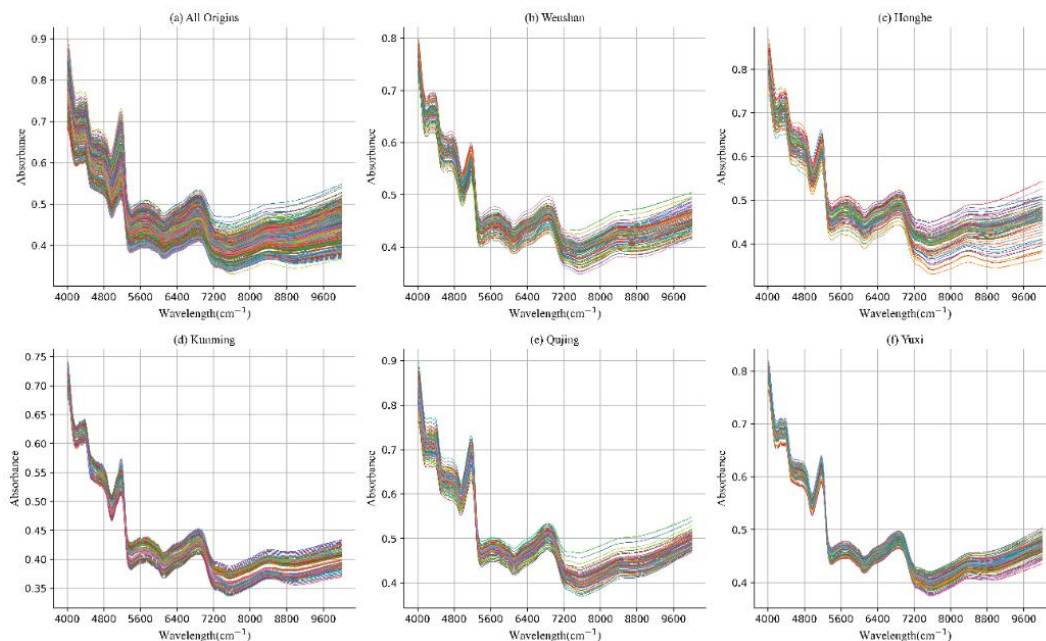 (a) All Origins
(b) Wenshan
(c) Honghe
0.9
0.8
0.7
0.6
0.5
0.4
Absorbance
4000 4800 5600 6400 7200 8000 8800 9600
Wavelength(cm⁻¹)
0.8
0.7
0.6
0.5
0.4
Absorbance
4000 4800 5600 6400 7200 8000 8800 9600
Wavelength(cm⁻¹)
0.8
0.7
0.6
0.5
0.4
Absorbance
4000 4800 5600 6400 7200 8000 8800 9600
Wavelength(cm⁻¹)
(d) Kunming
(e) Qujing
(f) Yuxi
0.75
0.70
0.65
0.60
0.55
0.50
0.45
0.40
0.35
Absorbance
4000 4800 5600 6400 7200 8000 8800 9600
Wavelength(cm⁻¹)
0.9
0.8
0.7
0.6
0.5
0.4
Absorbance
4000 4800 5600 6400 7200 8000 8800 9600
Wavelength(cm⁻¹)
0.8
0.7
0.6
0.5
0.4
Absorbance
4000 4800 5600 6400 7200 8000 8800 9600
Wavelength(cm⁻¹)